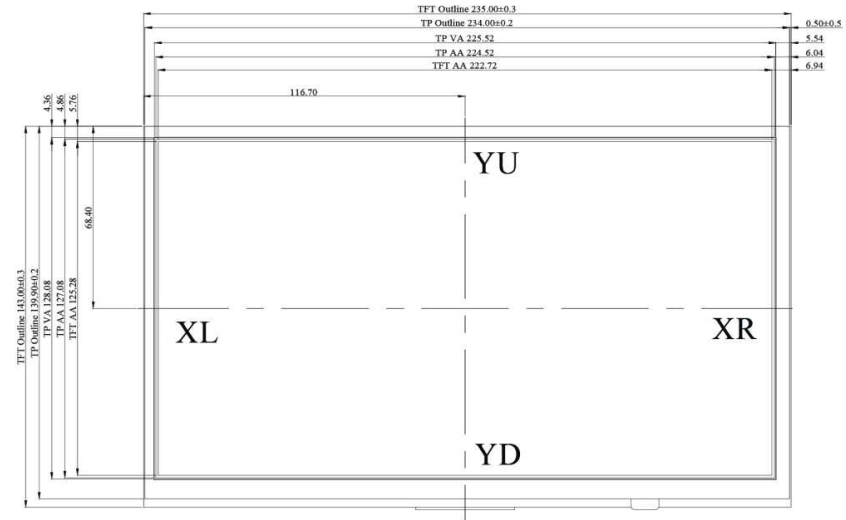 TFT Outline 235.00±0.3
TP Outline 234.00±0.2
0.50±0.5
TP VA 225.52
5.54
TP AA 224.52
6.04
TFT AA 222.72
6.94
116.70
4.36
4.86
5.76
68.40
TFT Outline 143.00±0.3
TP Outline 139.90±0.2
TP VA 128.08
TP AA 127.08
TFT AA 125.28
YU
XL
XR
YD